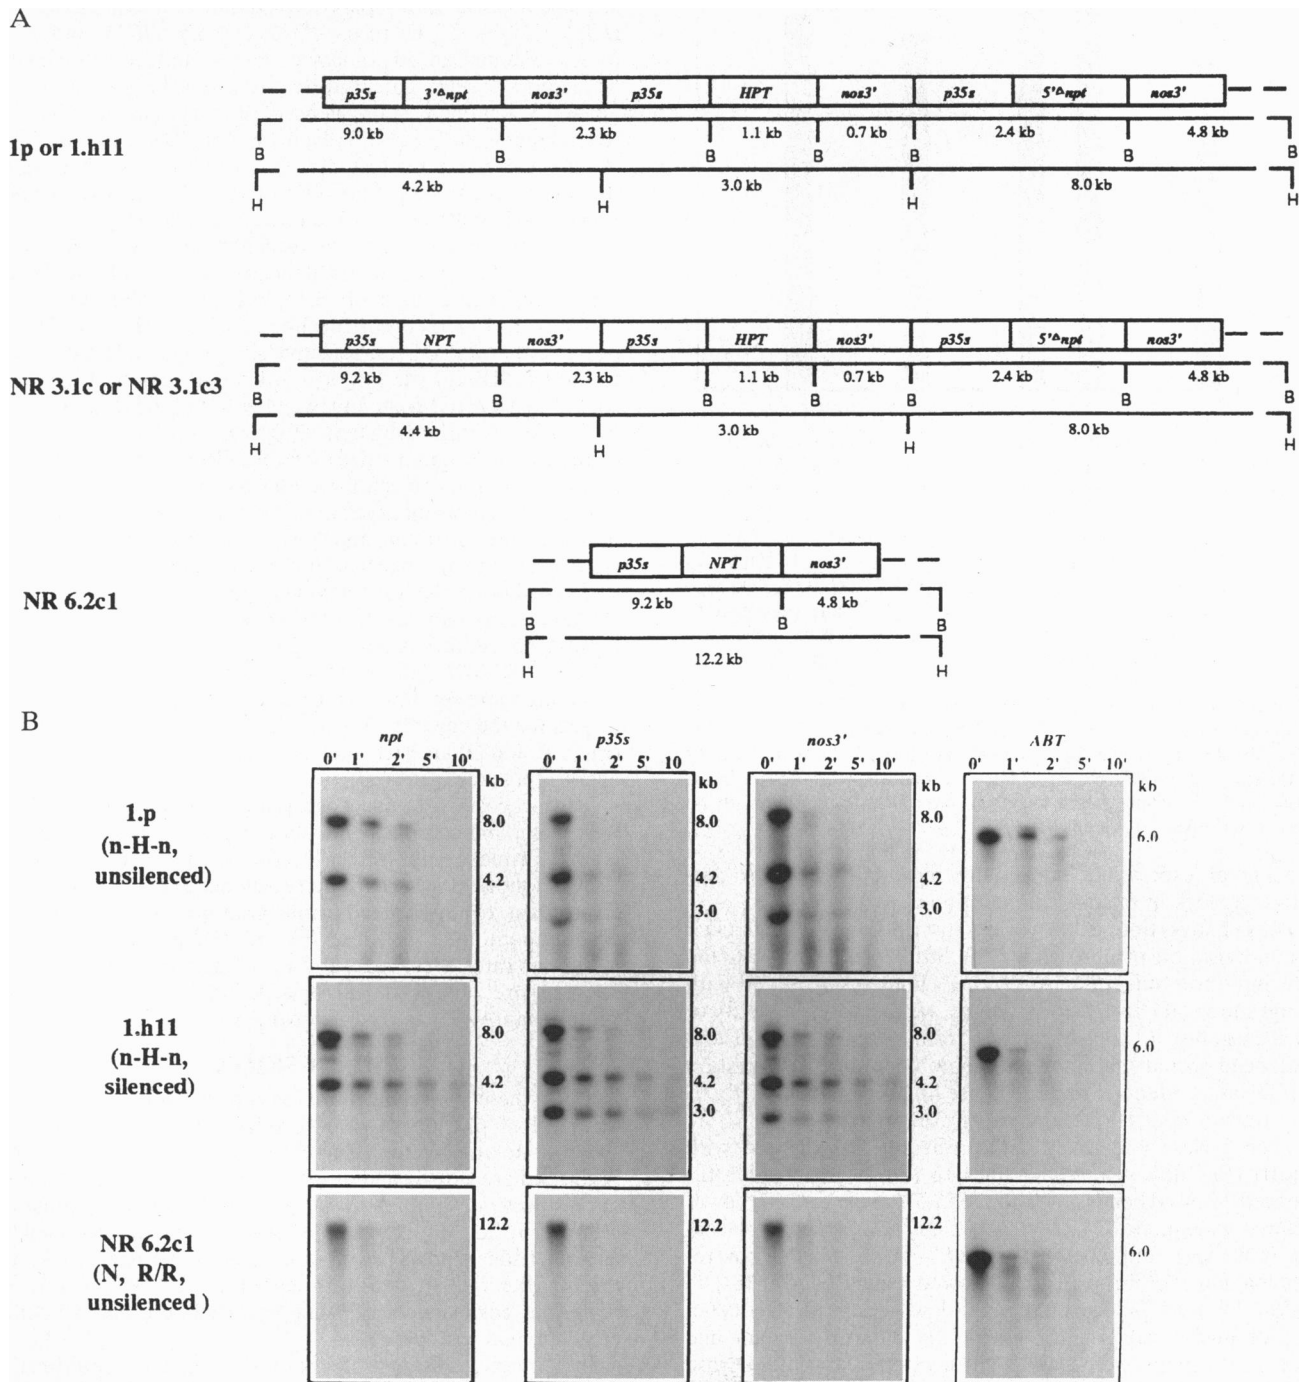 A
p35s 3'Δnpt nos3' p35s HPT nos3' p35s 5'Δnpt nos3'
1p or 1.h11
9.0 kb 2.3 kb 1.1 kb 0.7 kb 2.4 kb 4.8 kb
B B B B B B B
4.2 kb 3.0 kb 8.0 kb
H H H H
p35s NPT nos3' p35s HPT nos3' p35s 5'Δnpt nos3'
NR 3.1c or NR 3.1c3
9.2 kb 2.3 kb 1.1 kb 0.7 kb 2.4 kb 4.8 kb
B B B B B B B
4.4 kb 3.0 kb 8.0 kb
H H H H
p35s NPT nos3'
NR 6.2c1
9.2 kb 4.8 kb
B B B
12.2 kb
H H
B
npt p35s nos3' ABT
0' 1' 2' 5' 10' 0' 1' 2' 5' 10 0' 1' 2' 5' 10' 0' 1' 2' 5' 10'
kb kb kb kb
1.p
(n-H-n,
unsilenced)
8.0 8.0 8.0 6.0
4.2 4.2 4.2
3.0 3.0
1.h11
(n-H-n,
silenced)
8.0 8.0 8.0 6.0
4.2 4.2 4.2
3.0 3.0
NR 6.2c1
(N, R/R,
unsilenced )
12.2 12.2 12.2 6.0